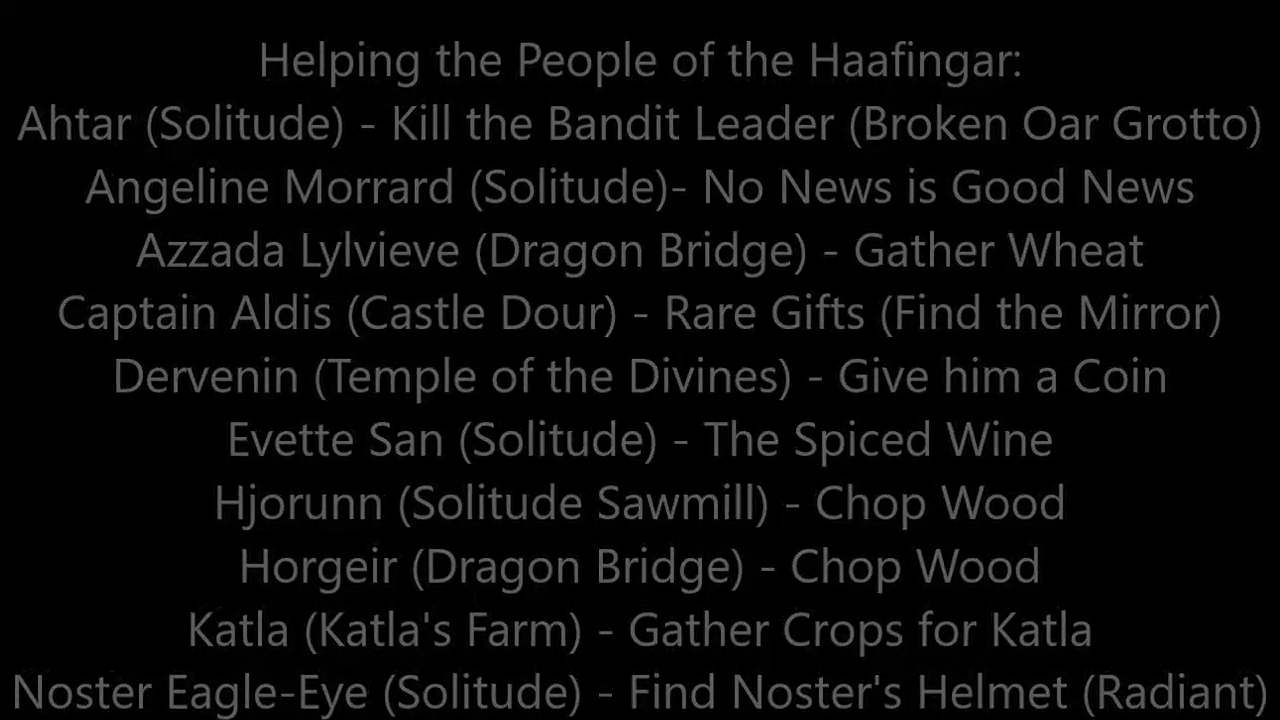 Helping the People of the Haafingar:
Ahtar (Solitude) - Kill the Bandit Leader (Broken Oar Grotto)
Angeline Morrard (Solitude)- No News is Good News
Azzada Lylvieve (Dragon Bridge) - Gather Wheat
Captain Aldis (Castle Dour) - Rare Gifts (Find the Mirror)
Dervenin (Temple of the Divines) - Give him a Coin
Evette San (Solitude) - The Spiced Wine
Hjorunn (Solitude Sawmill) - Chop Wood
Horgeir (Dragon Bridge) - Chop Wood
Katla (Katla's Farm) - Gather Crops for Katla
Noster Eagle-Eye (Solitude) - Find Noster's Helmet (Radiant)